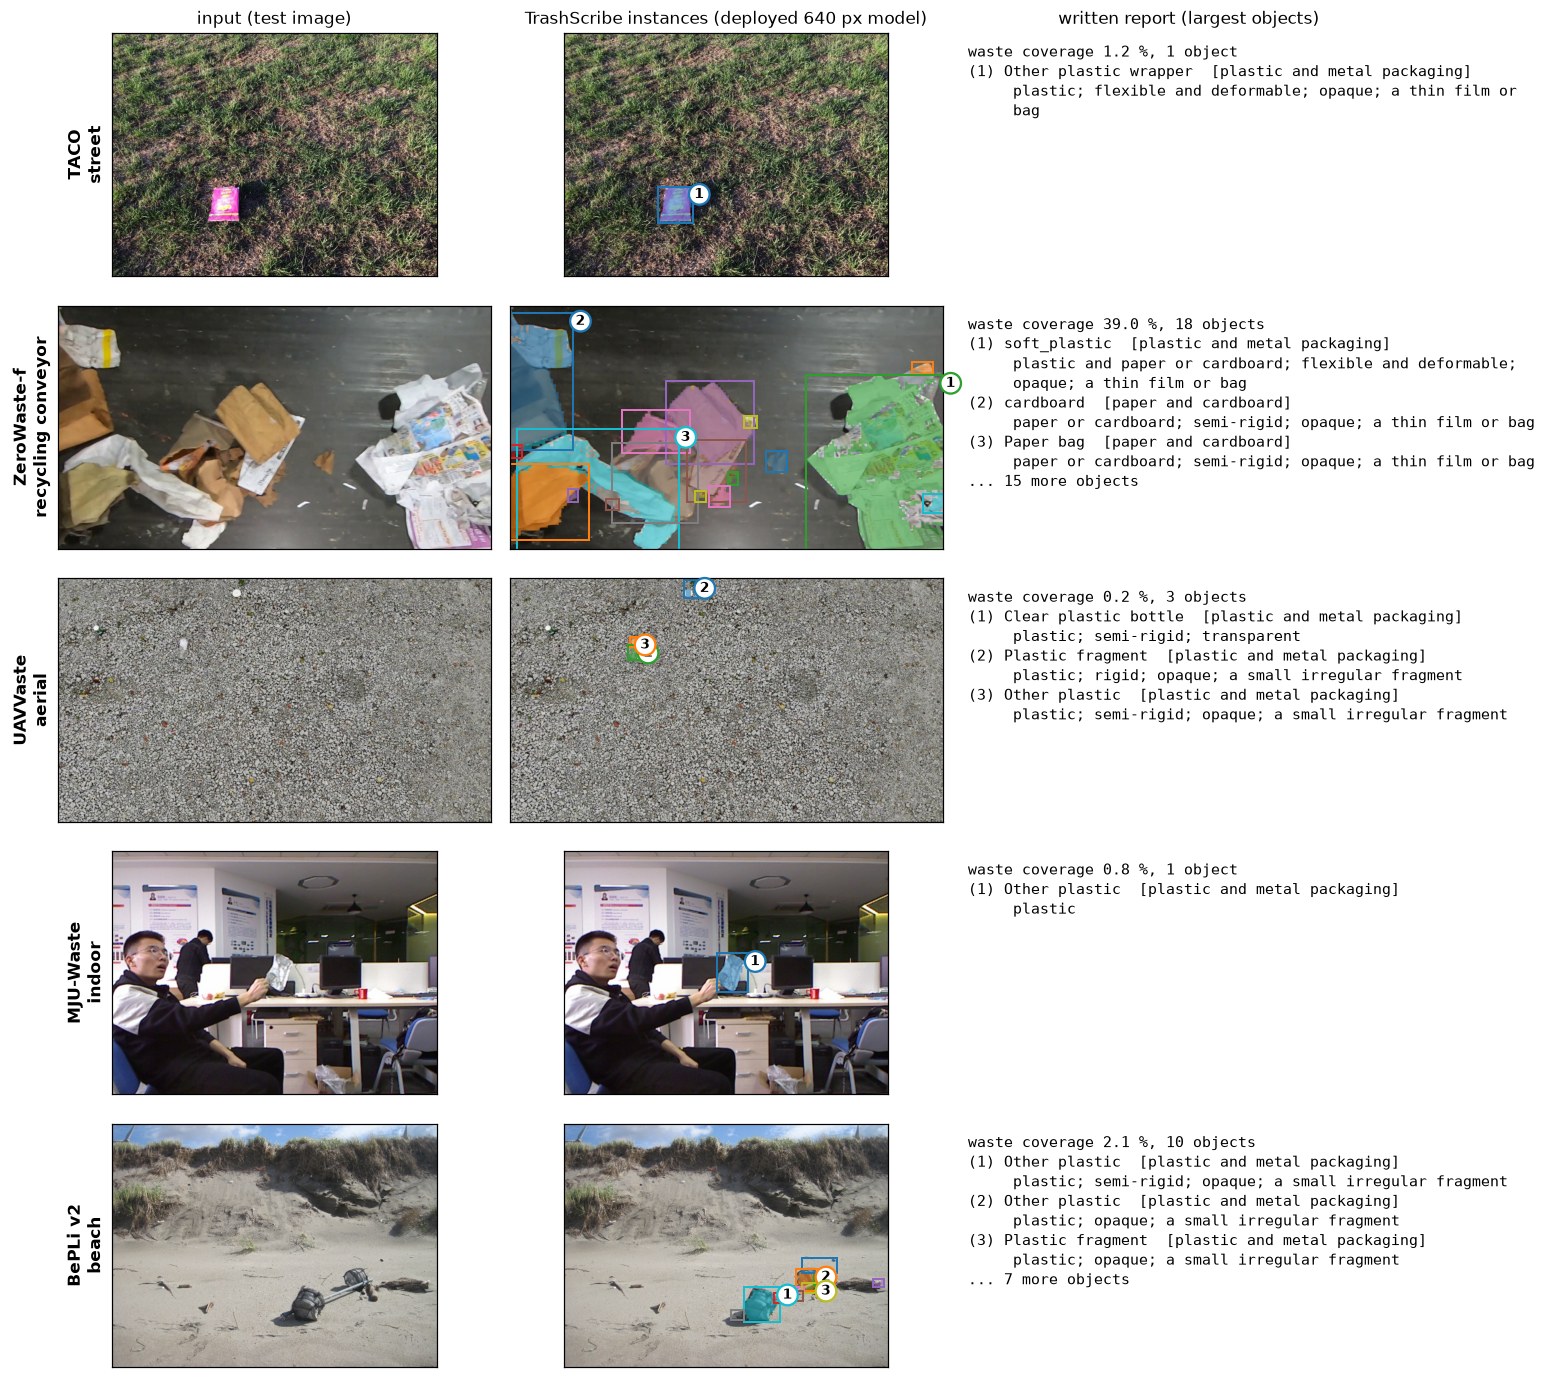 input (test image)
TrashScribe instances (deployed 640 px model)
written report (largest objects)
TACO
street
1
waste coverage 1.2 %, 1 object
(1) Other plastic wrapper [plastic and metal packaging]
plastic; flexible and deformable; opaque; a thin film or
bag
ZeroWaste-f
recycling conveyor
2
1
3
waste coverage 39.0 %, 18 objects
(1) soft_plastic [plastic and metal packaging]
plastic and paper or cardboard; flexible and deformable;
opaque; a thin film or bag
(2) cardboard [paper and cardboard]
paper or cardboard; semi-rigid; opaque; a thin film or bag
(3) Paper bag [paper and cardboard]
paper or cardboard; semi-rigid; opaque; a thin film or bag
... 15 more objects
UAVVaste
aerial
2
3
waste coverage 0.2 %, 3 objects
(1) Clear plastic bottle [plastic and metal packaging]
plastic; semi-rigid; transparent
(2) Plastic fragment [plastic and metal packaging]
plastic; rigid; opaque; a small irregular fragment
(3) Other plastic [plastic and metal packaging]
plastic; semi-rigid; opaque; a small irregular fragment
MJU-Waste
indoor
1
waste coverage 0.8 %, 1 object
(1) Other plastic [plastic and metal packaging]
plastic
BePLi v2
beach
2
1
3
waste coverage 2.1 %, 10 objects
(1) Other plastic [plastic and metal packaging]
plastic; semi-rigid; opaque; a small irregular fragment
(2) Other plastic [plastic and metal packaging]
plastic; opaque; a small irregular fragment
(3) Plastic fragment [plastic and metal packaging]
plastic; opaque; a small irregular fragment
... 7 more objects